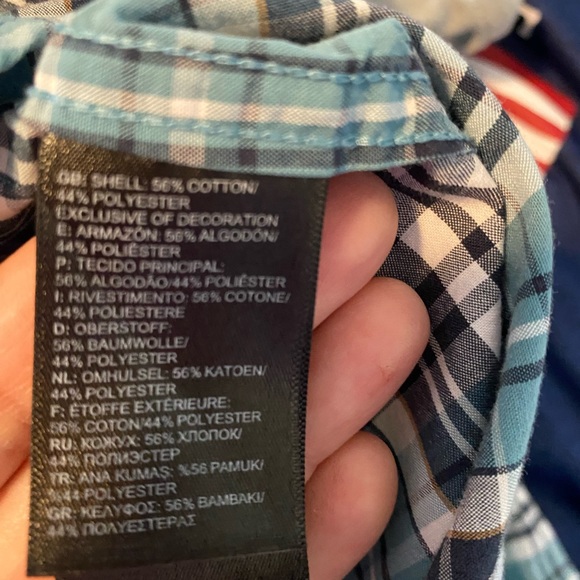 GB: SHELL: 56% COTTON/
44% POLYESTER
EXCLUSIVE OF DECORATION
E: ARMAZÓN: 56% ALGODÓN/
44% POLIÉSTER
P: TECIDO PRINCIPAL:
56% ALGODÃO/44% POLIÉSTER
I: RIVESTIMENTO: 56% COTONE/
44% POLIESTERE
D: OBERSTOFF:
56% BAUMWOLLE/
44% POLYESTER
NL: OMHULSEL: 56% KATOEN/
44% POLYESTER
F: ÉTOFFE EXTÉRIEURE:
56% COTON/44% POLYESTER
RU: КОЖУХ: 56% ХЛОПОК/
44% ПОЛИЭСТЕР
TR: ANA KUMAS: %56 PAMUK/
%44 POLYESTER
GR: ΚΕΛΥΦΟΣ: 56% ΒΑΜΒΑΚΙ/
44% ΠΟΛΥΕΣΤΕΡΑΣ